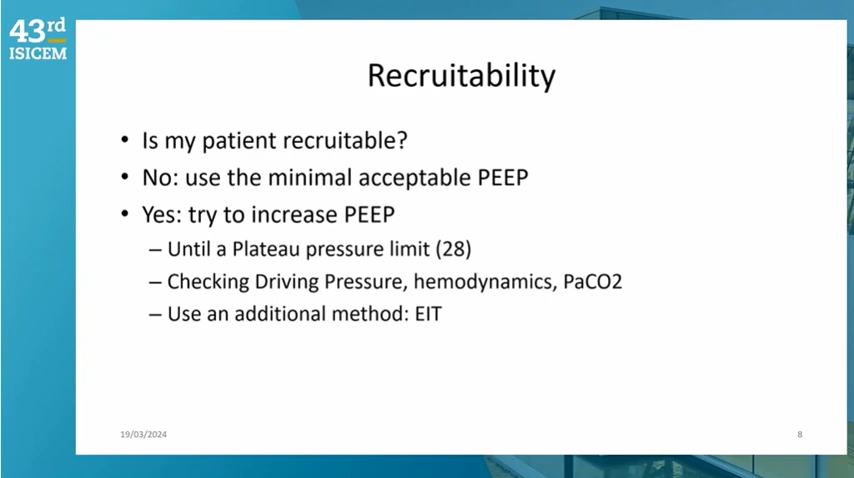 43rd
ISICEM
Recruitability
• Is my patient recruitable?
• No: use the minimal acceptable PEEP
• Yes: try to increase PEEP
– Until a Plateau pressure limit (28)
– Checking Driving Pressure, hemodynamics, PaCO2
– Use an additional method: EIT
19/03/2024
8